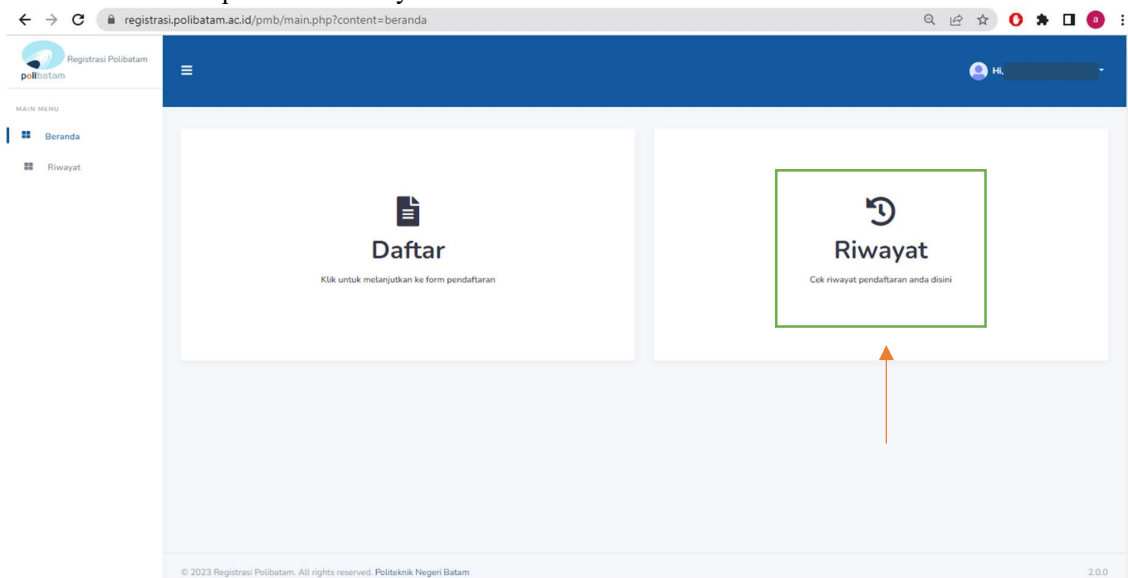 registrasi.polibatam.ac.id/pmb/main.php?content=beranda
a
Registrasi Polibatam
polibatam
Hi,
MAIN MENU
Beranda
Riwayat
Daftar
Klik untuk melanjutkan ke form pendaftaran
Riwayat
Cek riwayat pendaftaran anda disini
© 2023 Registrasi Polibatam. All rights reserved. Politeknik Negeri Batam
2.0.0